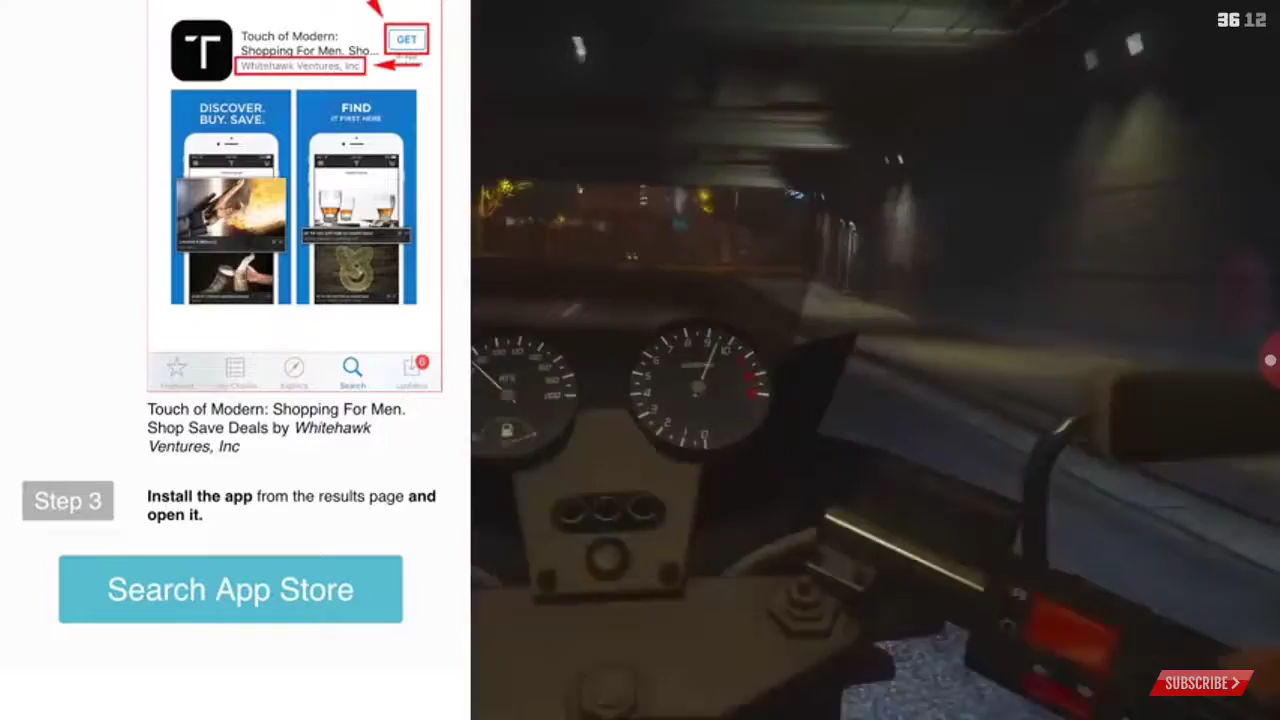 36 12
Touch of Modern:
Shopping For Men. Sho...
GET
Whitehawk Ventures, Inc
DISCOVER.
BUY. SAVE.
FIND
IT FIRST HERE
Search
6
Touch of Modern: Shopping For Men.
Shop Save Deals by Whitehawk
Ventures, Inc
Step 3
Install the app from the results page and
open it.
Search App Store
SUBSCRIBE